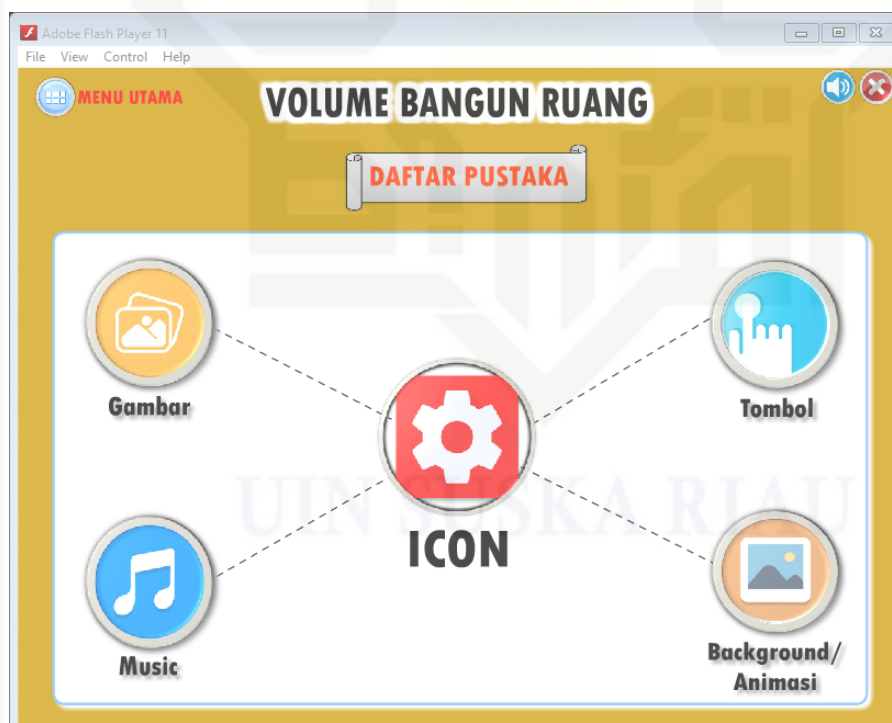 Adobe Flash Player 11
File View Control Help
MENU UTAMA
VOLUME BANGUN RUANG
DAFTAR PUSTAKA
Gambar
Tombol
ICON
UIN SUSKA RIAU
Music
Background/
Animasi